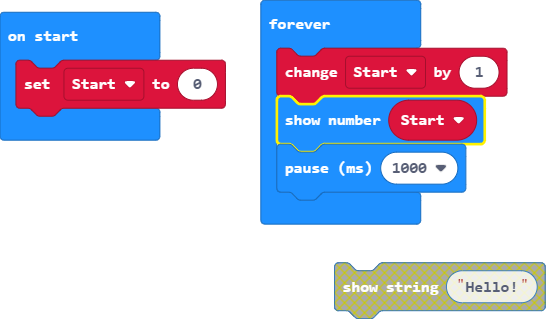 on start
set Start to 0
forever
change Start by 1
show number Start
pause (ms) 1000
show string "Hello!"